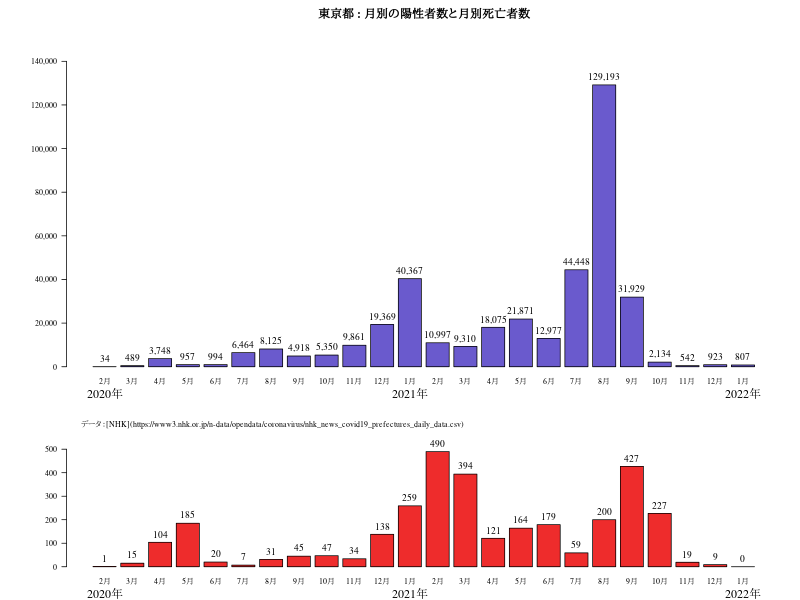 東京都 : 月別の陽性者数と月別死亡者数
140,000
120,000
100,000
80,000
60,000
40,000
20,000
0
34 489 3,748 957 994 6,464 8,125 4,918 5,350 9,861 19,369 40,367 10,997 9,310 18,075 21,871 12,977 44,448 129,193 31,929 2,134 542 923 807
2月 3月 4月 5月 6月 7月 8月 9月 10月 11月 12月 1月 2月 3月 4月 5月 6月 7月 8月 9月 10月 11月 12月 1月
2020年 2021年 2022年
データ : [NHK](https://www3.nhk.or.jp/n-data/opendata/coronavirus/nhk_news_covid19_prefectures_daily_data.csv)
500
400
300
200
100
0
1 15 104 185 20 7 31 45 47 34 138 259 490 394 121 164 179 59 200 427 227 19 9 0
2月 3月 4月 5月 6月 7月 8月 9月 10月 11月 12月 1月 2月 3月 4月 5月 6月 7月 8月 9月 10月 11月 12月 1月
2020年 2021年 2022年